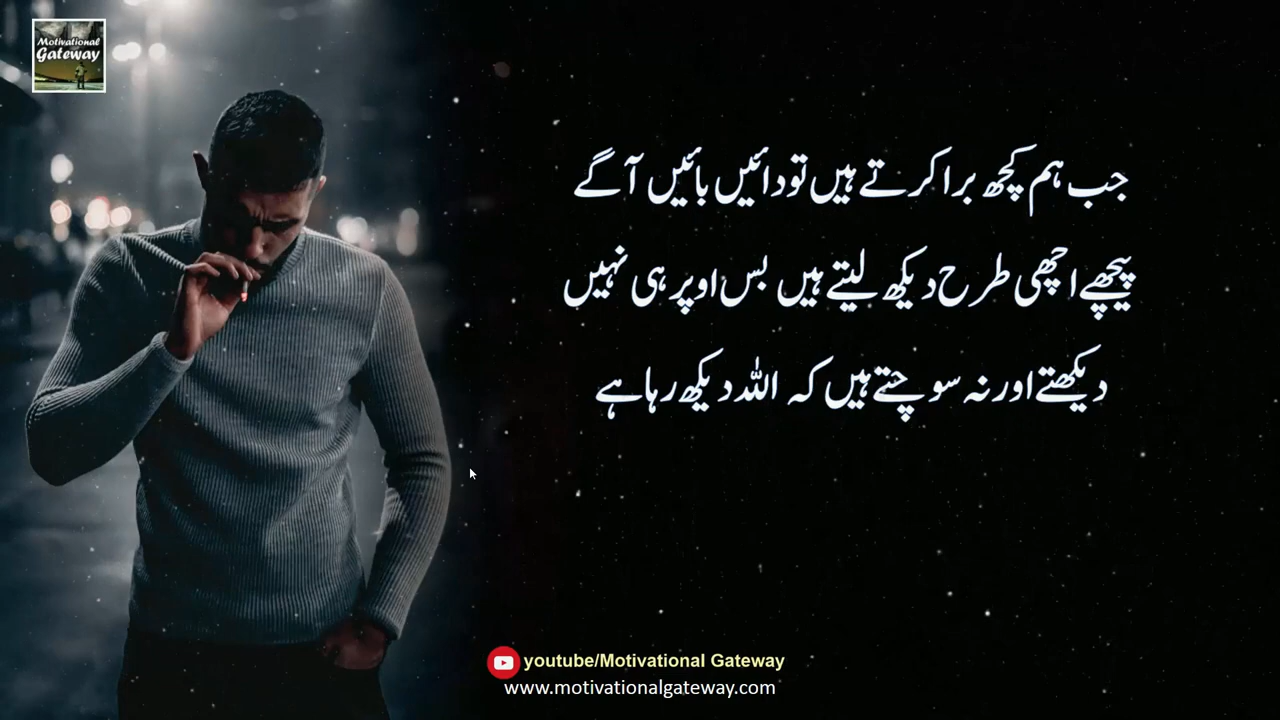 Motivational
Gateway
جب ہم کچھ برا کرتے ہیں تو دائیں بائیں آگے
پیچھے اچھی طرح دیکھ لیتے ہیں بس اوپر ہی نہیں
دیکھتے اور نہ سوچتے ہیں کہ اللہ دیکھ رہا ہے
youtube/Motivational Gateway
www.motivationalgateway.com